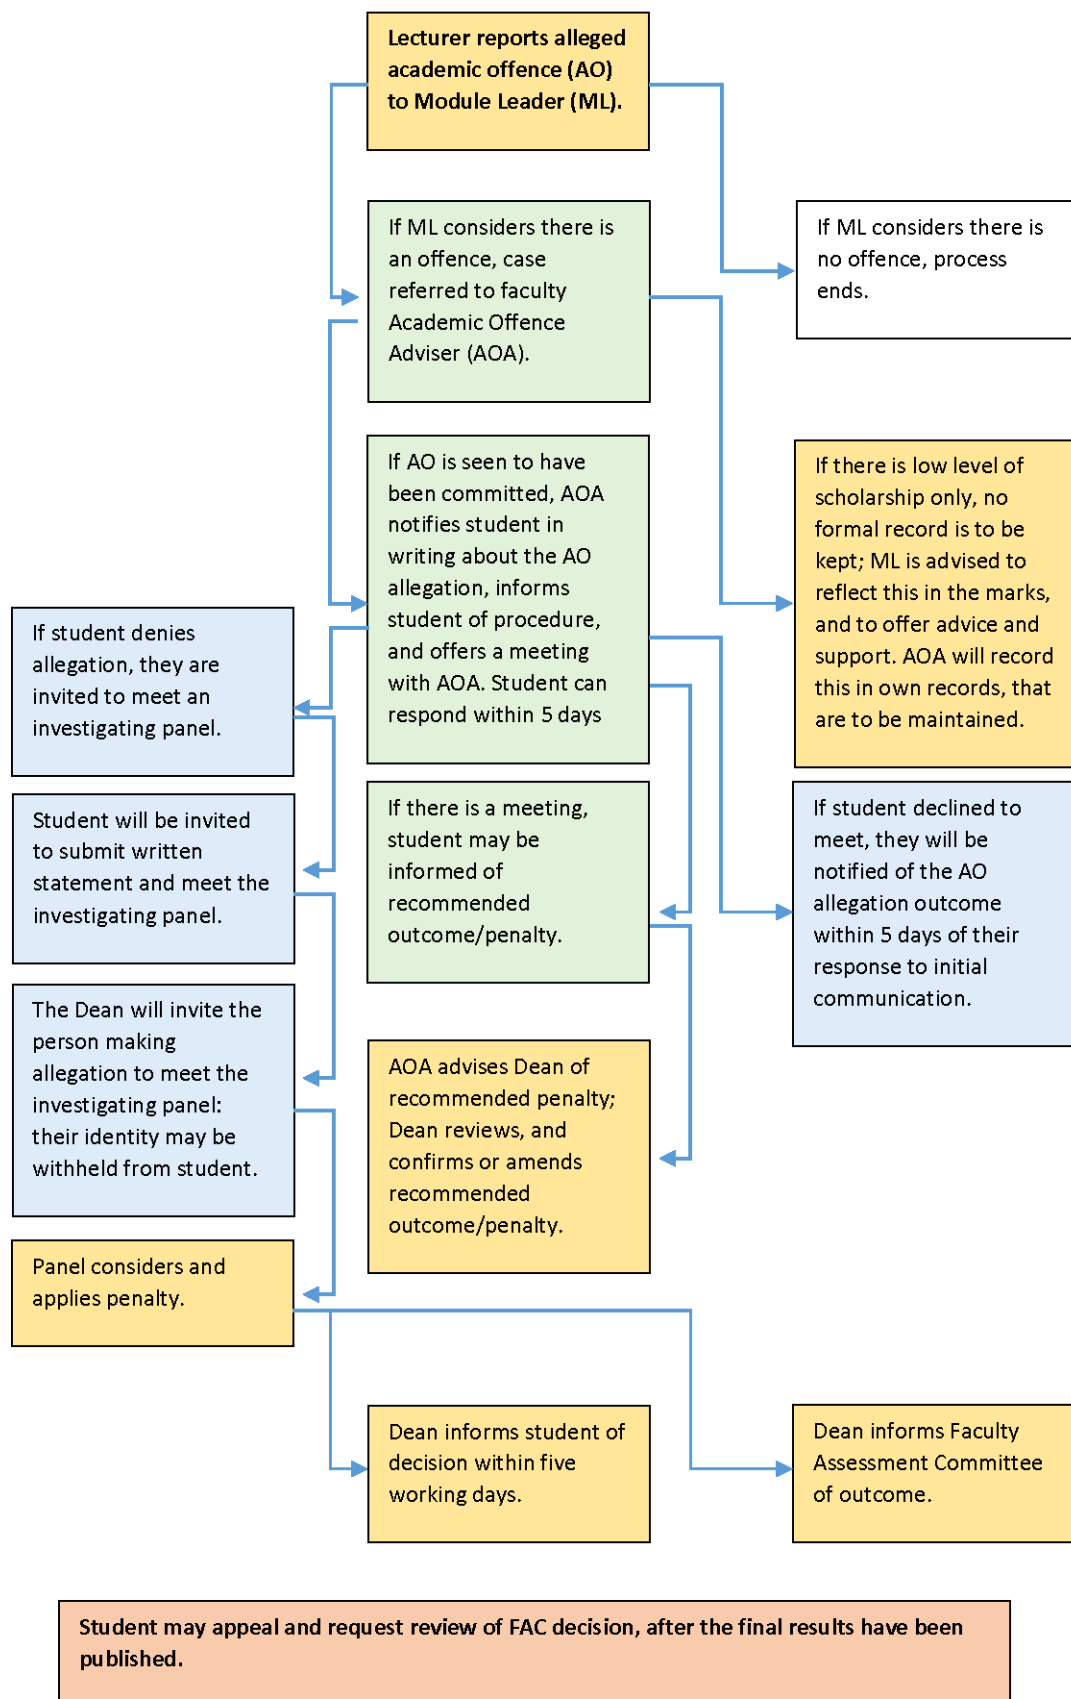 Lecturer reports alleged
academic offence (AO)
to Module Leader (ML).
If ML considers there is
an offence, case
referred to faculty
Academic Offence
Adviser (AOA).
If ML considers there is
no offence, process
ends.
If AO is seen to have
been committed, AOA
notifies student in
writing about the AO
allegation, informs
student of procedure,
and offers a meeting
with AOA. Student can
respond within 5 days
If there is low level of
scholarship only, no
formal record is to be
kept; ML is advised to
reflect this in the marks,
and to offer advice and
support. AOA will record
this in own records, that
are to be maintained.
If student denies
allegation, they are
invited to meet an
investigating panel.
Student will be invited
to submit written
statement and meet the
investigating panel.
If there is a meeting,
student may be
informed of
recommended
outcome/penalty.
If student declined to
meet, they will be
notified of the AO
allegation outcome
within 5 days of their
response to initial
communication.
The Dean will invite the
person making
allegation to meet the
investigating panel:
their identity may be
withheld from student.
AOA advises Dean of
recommended penalty;
Dean reviews, and
confirms or amends
recommended
outcome/penalty.
Panel considers and
applies penalty.
Dean informs student of
decision within five
working days.
Dean informs Faculty
Assessment Committee
of outcome.
Student may appeal and request review of FAC decision, after the final results have been
published.